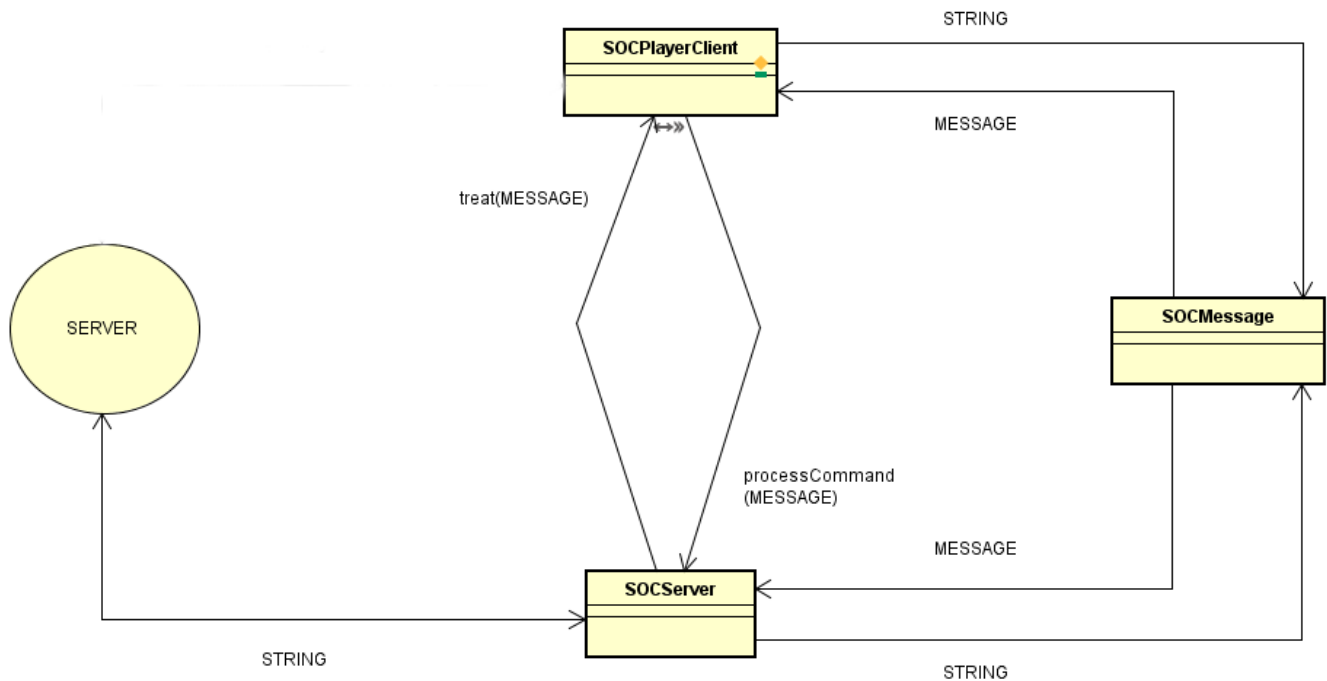 STRING
SOCPlayerClient
MESSAGE
treat(MESSAGE)
SOCMessage
SERVER
processCommand
(MESSAGE)
MESSAGE
SOCServer
STRING
STRING